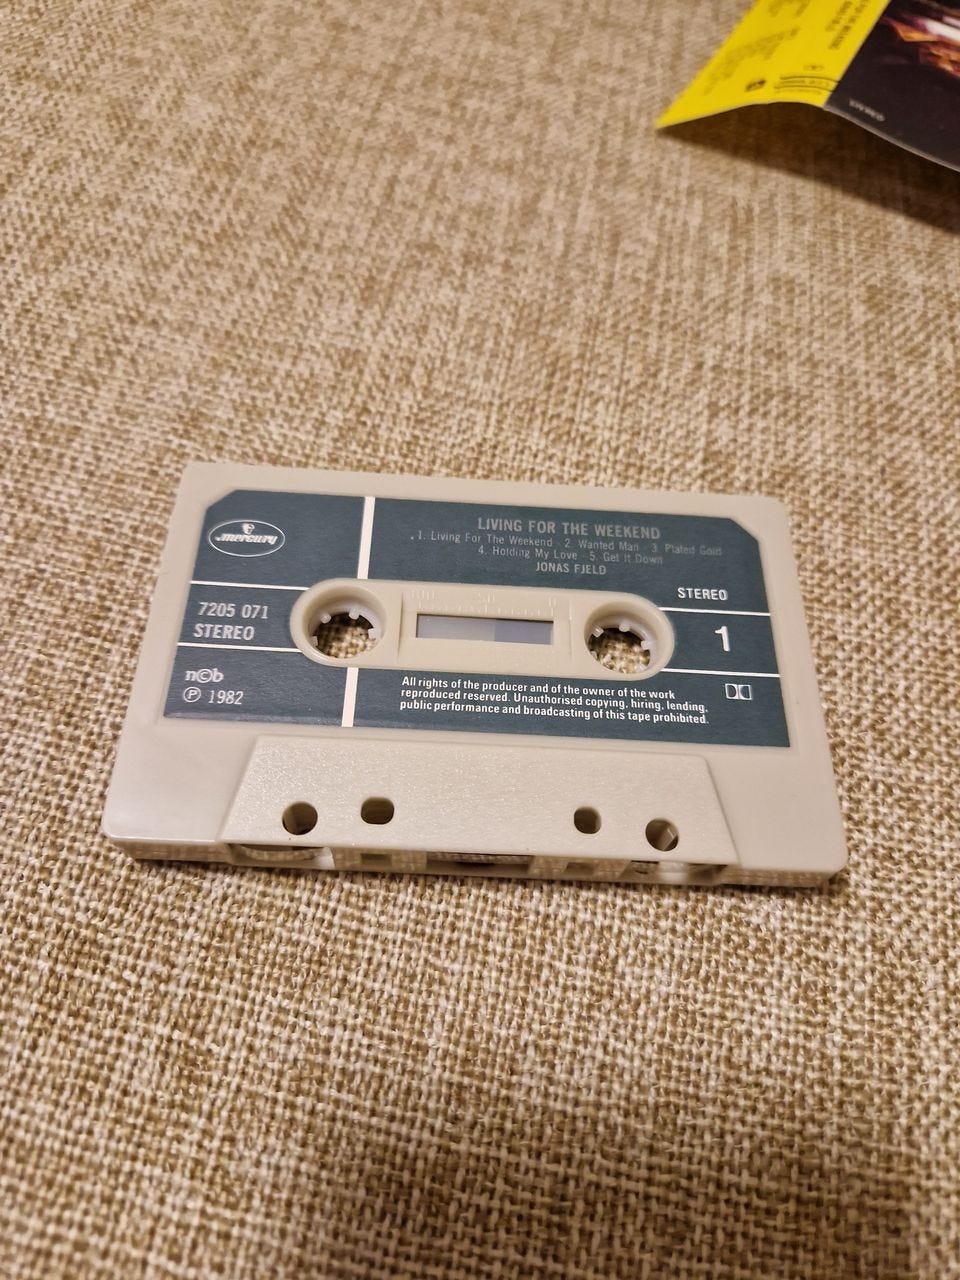 mercury
LIVING FOR THE WEEKEND
1. Living For The Weekend - 2. Wanted Man - 3. Plated Gold
4. Holding My Love - 5. Get It Down
JONAS FJELD
7205 071
STEREO
100 50 0
STEREO
1
n©b
℗ 1982
All rights of the producer and of the owner of the work
reproduced reserved. Unauthorised copying, hiring, lending,
public performance and broadcasting of this tape prohibited.